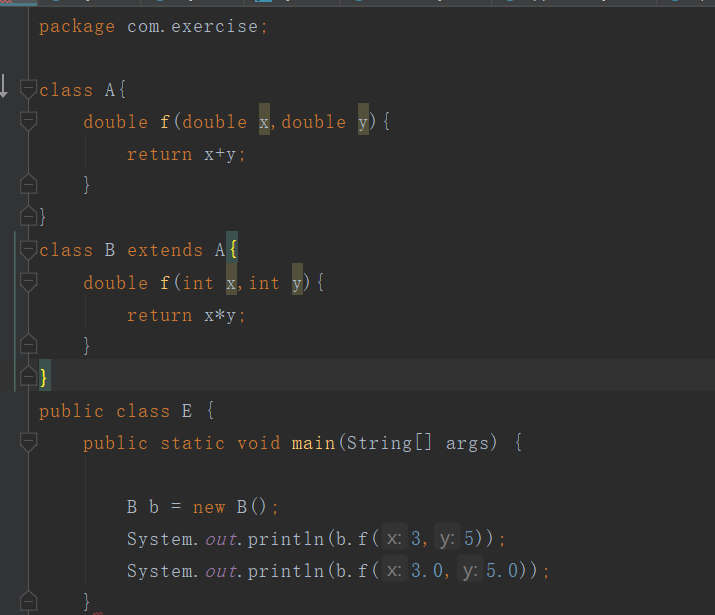 package com.exercise;
class A{
double f(double x,double y){
return x+y;
}
}
class B extends A{
double f(int x,int y){
return x*y;
}
}
public class E {
public static void main(String[] args) {
B b = new B();
System.out.println(b.f( x: 3, y: 5));
System.out.println(b.f( x: 3.0, y: 5.0));
}